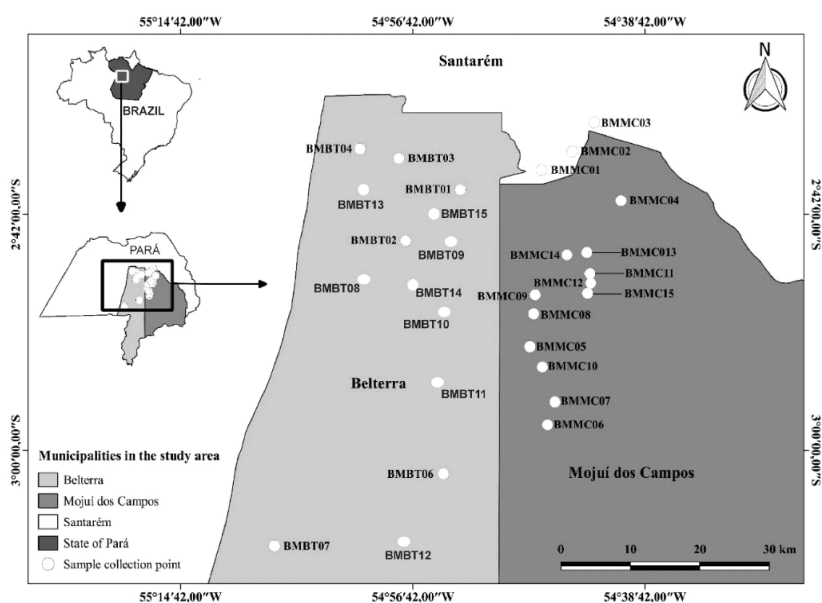 55°14'42,00"W
54°56'42,00"W
54°38'42,00"W
Santarém
N
BRAZIL
BMMC03
BMBT04
BMBT03
BMMC02
BMMC01
BMBT13
BMBT01
BMMC04
2°42'00,00"S
BMBT15
2°42'00,00"S
PARÁ
BMBT02
BMBT09
BMMC14
BMMC013
BMMC11
BMBT08
BMBT14
BMMC12
BMMC09
BMMC15
BMBT10
BMMC08
BMMC05
BMMC10
Belterra
BMBT11
BMMC07
BMMC06
3°00'00,00"S
3°00'00,00"S
Municipalities in the study area
Belterra
Mojuí dos Campos
Santarém
State of Pará
Sample collection point
BMBT06
Mojuí dos Campos
BMBT07
BMBT12
0 10 20 30 km
55°14'42,00"W
54°56'42,00"W
54°38'42,00"W